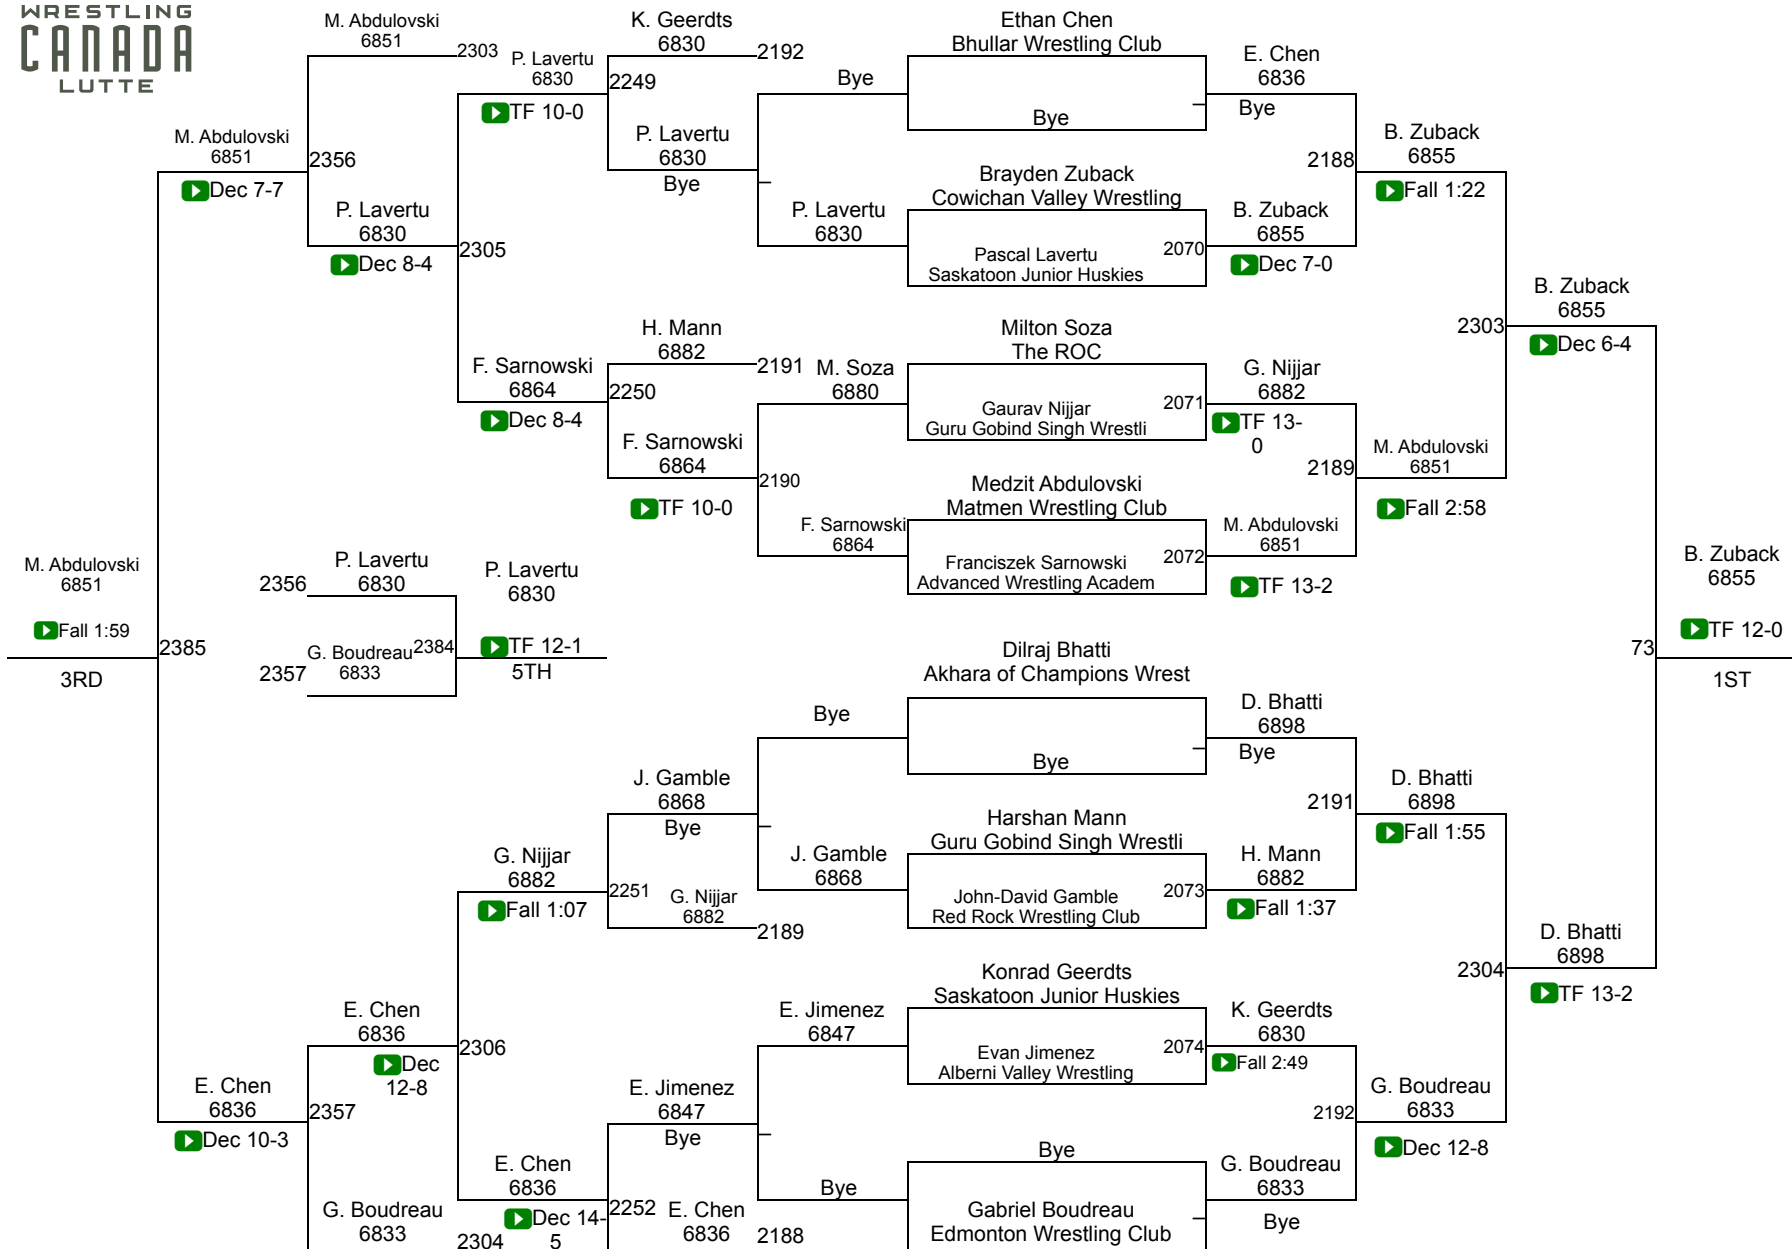 WRESTLING
CANADA
LUTTE
M. Abdulovski
6851
2303
P. Lavertu
6830
TF 10-0
K. Geerdts
6830
2192
2249
P. Lavertu
6830
Bye
Bye
Ethan Chen
Bhullar Wrestling Club
Bye
E. Chen
6836
Bye
M. Abdulovski
6851
Dec 7-7
2356
P. Lavertu
6830
Dec 8-4
2305
P. Lavertu
6830
Brayden Zuback
Cowichan Valley Wrestling
Pascal Lavertu
Saskatoon Junior Huskies
2070
B. Zuback
6855
Dec 7-0
2188
B. Zuback
6855
Fall 1:22
F. Sarnowski
6864
Dec 8-4
H. Mann
6882
2191
2250
F. Sarnowski
6864
TF 10-0
M. Soza
6880
2190
F. Sarnowski
6864
Milton Soza
The ROC
Gaurav Nijjar
Guru Gobind Singh Wrestli
2071
G. Nijjar
6882
TF 13-
0
Medzit Abdulovski
Matmen Wrestling Club
Franciszek Sarnowski
Advanced Wrestling Academ
2072
M. Abdulovski
6851
TF 13-2
2189
M. Abdulovski
6851
Fall 2:58
2303
B. Zuback
6855
Dec 6-4
M. Abdulovski
6851
Fall 1:59
3RD
2385
2356
P. Lavertu
6830
2357
G. Boudreau
6833
2384
P. Lavertu
6830
TF 12-1
5TH
73
B. Zuback
6855
TF 12-0
1ST
Bye
Dilraj Bhatti
Akhara of Champions Wrest
Bye
D. Bhatti
6898
Bye
J. Gamble
6868
Bye
J. Gamble
6868
Harshan Mann
Guru Gobind Singh Wrestli
John-David Gamble
Red Rock Wrestling Club
2073
H. Mann
6882
Fall 1:37
2191
D. Bhatti
6898
Fall 1:55
G. Nijjar
6882
Fall 1:07
2251
G. Nijjar
6882
2189
2304
D. Bhatti
6898
TF 13-2
E. Chen
6836
Dec
12-8
2306
E. Jimenez
6847
Konrad Geerdts
Saskatoon Junior Huskies
Evan Jimenez
Alberni Valley Wrestling
2074
K. Geerdts
6830
Fall 2:49
E. Chen
6836
Dec 10-3
2357
E. Jimenez
6847
Bye
2192
G. Boudreau
6833
Dec 12-8
G. Boudreau
6833
2304
E. Chen
6836
Dec 14-
5
2252
E. Chen
6836
2188
Bye
Bye
Gabriel Boudreau
Edmonton Wrestling Club
G. Boudreau
6833
Bye